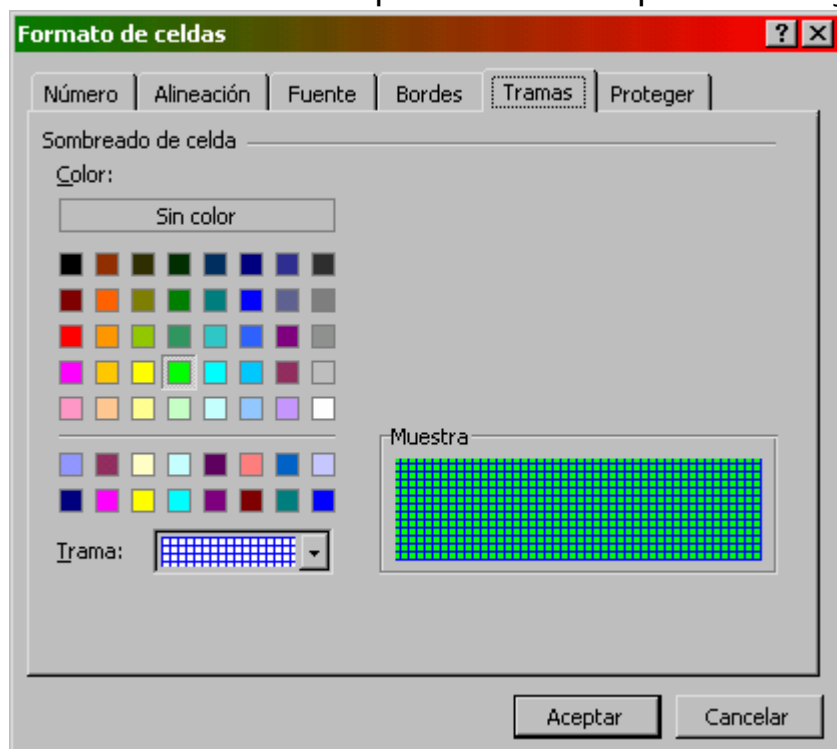 Formato de celdas
Número Alineación Fuente Bordes Tramas Proteger
Sombreado de celda
Color:
Sin color
Muestra
Trama:
Aceptar Cancelar